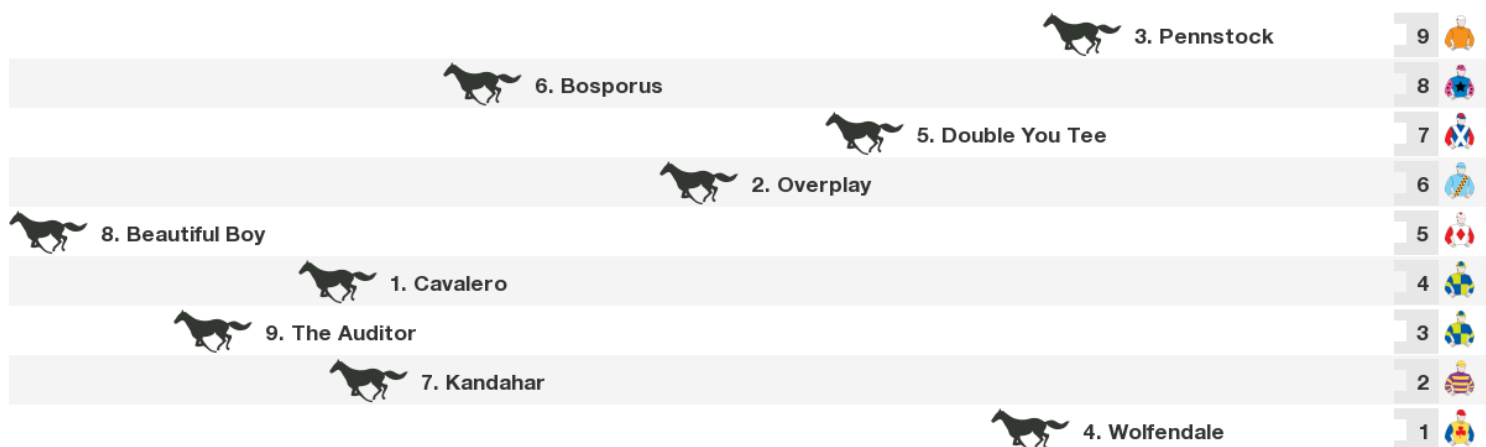 3. Pennstock 9
6. Bosporus 8
5. Double You Tee 7
2. Overplay 6
8. Beautiful Boy 5
1. Cavalero 4
9. The Auditor 3
7. Kandahar 2
4. Wolfendale 1